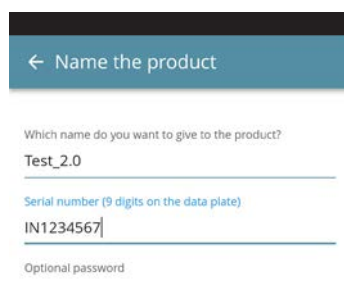 ← Name the product
Which name do you want to give to the product?
Test_2.0
Serial number (9 digits on the data plate)
IN1234567
Optional password